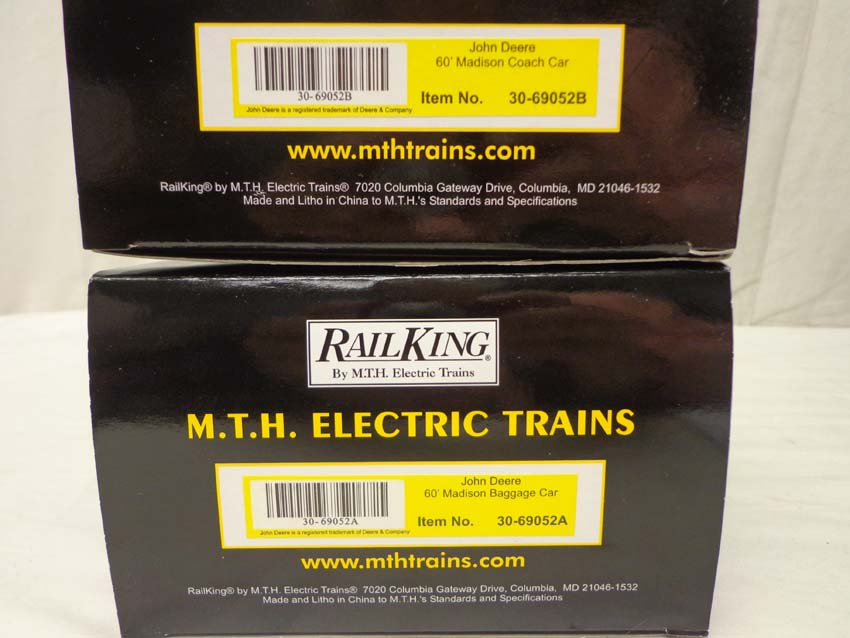 30-69052B
John Deere is a registered trademark of Deere & Company
John Deere
60' Madison Coach Car
Item No. 30-69052B
www.mthtrains.com
RailKing® by M.T.H. Electric Trains® 7020 Columbia Gateway Drive, Columbia, MD 21046-1532
Made and Litho in China to M.T.H.'s Standards and Specifications
RAILKING®
By M.T.H. Electric Trains
M.T.H. ELECTRIC TRAINS
30-69052A
John Deere is a registered trademark of Deere & Company
John Deere
60' Madison Baggage Car
Item No. 30-69052A
www.mthtrains.com
RailKing® by M.T.H. Electric Trains® 7020 Columbia Gateway Drive, Columbia, MD 21046-1532
Made and Litho in China to M.T.H.'s Standards and Specifications